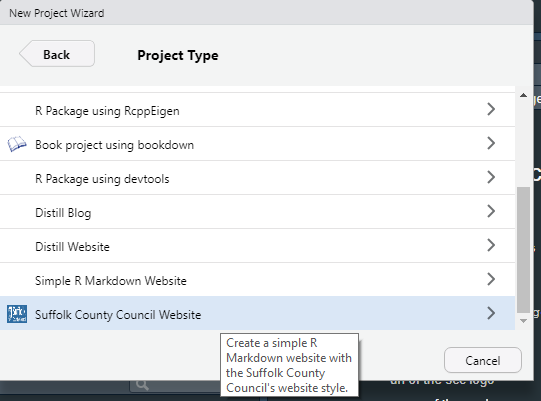 New Project Wizard
Back
Project Type
R Package using RcppEigen
Book project using bookdown
R Package using devtools
Distill Blog
Distill Website
Simple R Markdown Website
Suffolk County Council Website
Create a simple R
Markdown website with
the Suffolk County
Council's website style.
Cancel